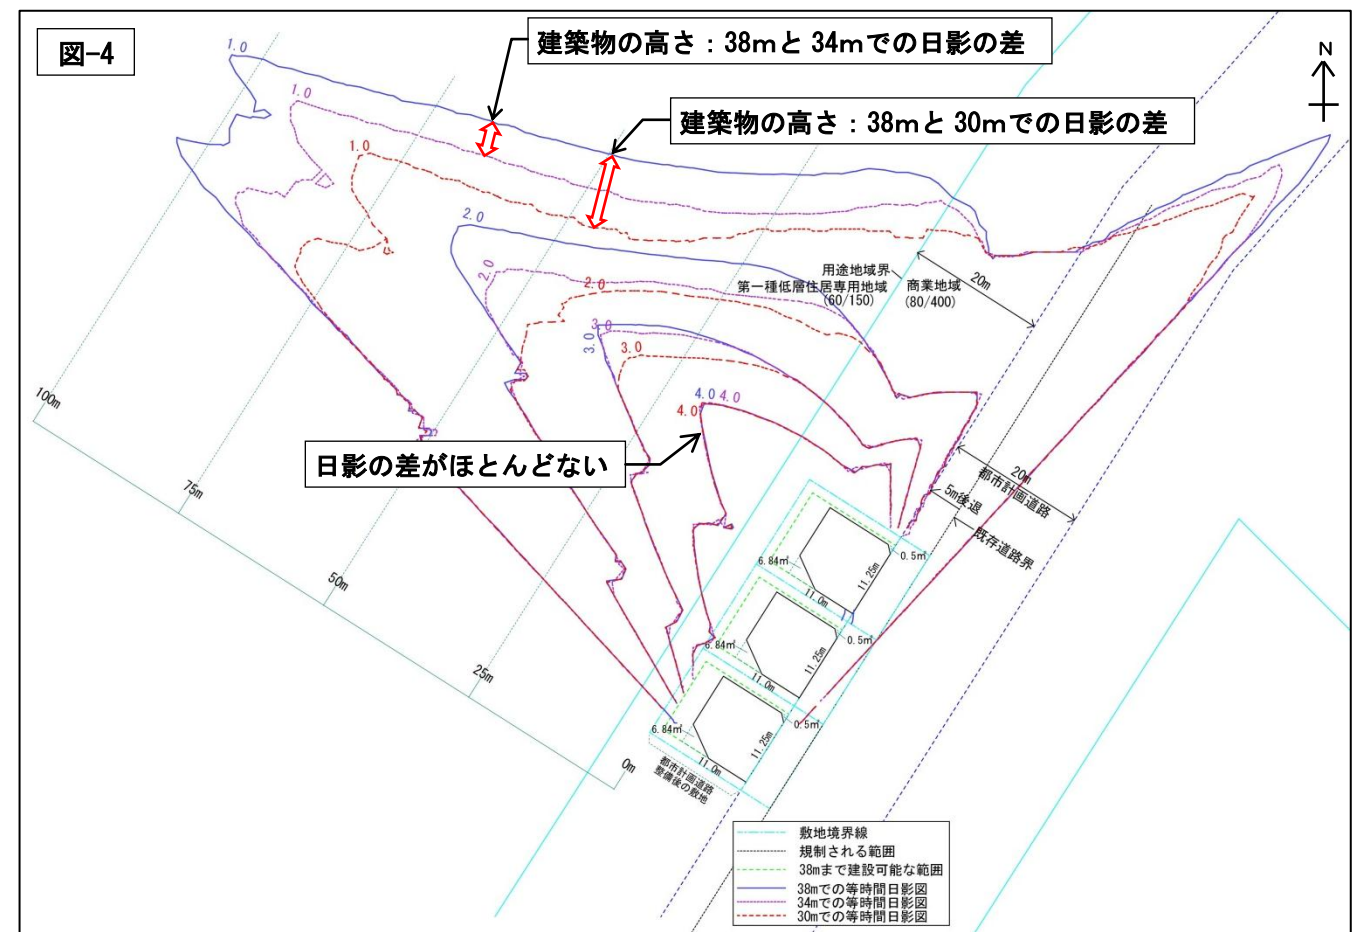 図-4
建築物の高さ：38mと34mでの日影の差
建築物の高さ：38mと30mでの日影の差
N
1.0
1.0
1.0
2.0
2.0
2.0
用途地域界
第一種低層住居専用地域
(60/150)
商業地域
(80/400)
20m
3.0
3.0
3.0
4.0
4.0
4.0
日影の差がほとんどない
20m
都市計画道路
5m後退
既存道路界
100m
75m
50m
25m
0m
6.84㎡
11.0m
11.25m
0.5㎡
6.84㎡
11.0m
11.25m
0.5㎡
6.84㎡
11.0m
11.25m
0.5㎡
都市計画道路
整備後の敷地
敷地境界線
規制される範囲
38mまで建設可能な範囲
38mでの等時間日影図
34mでの等時間日影図
30mでの等時間日影図